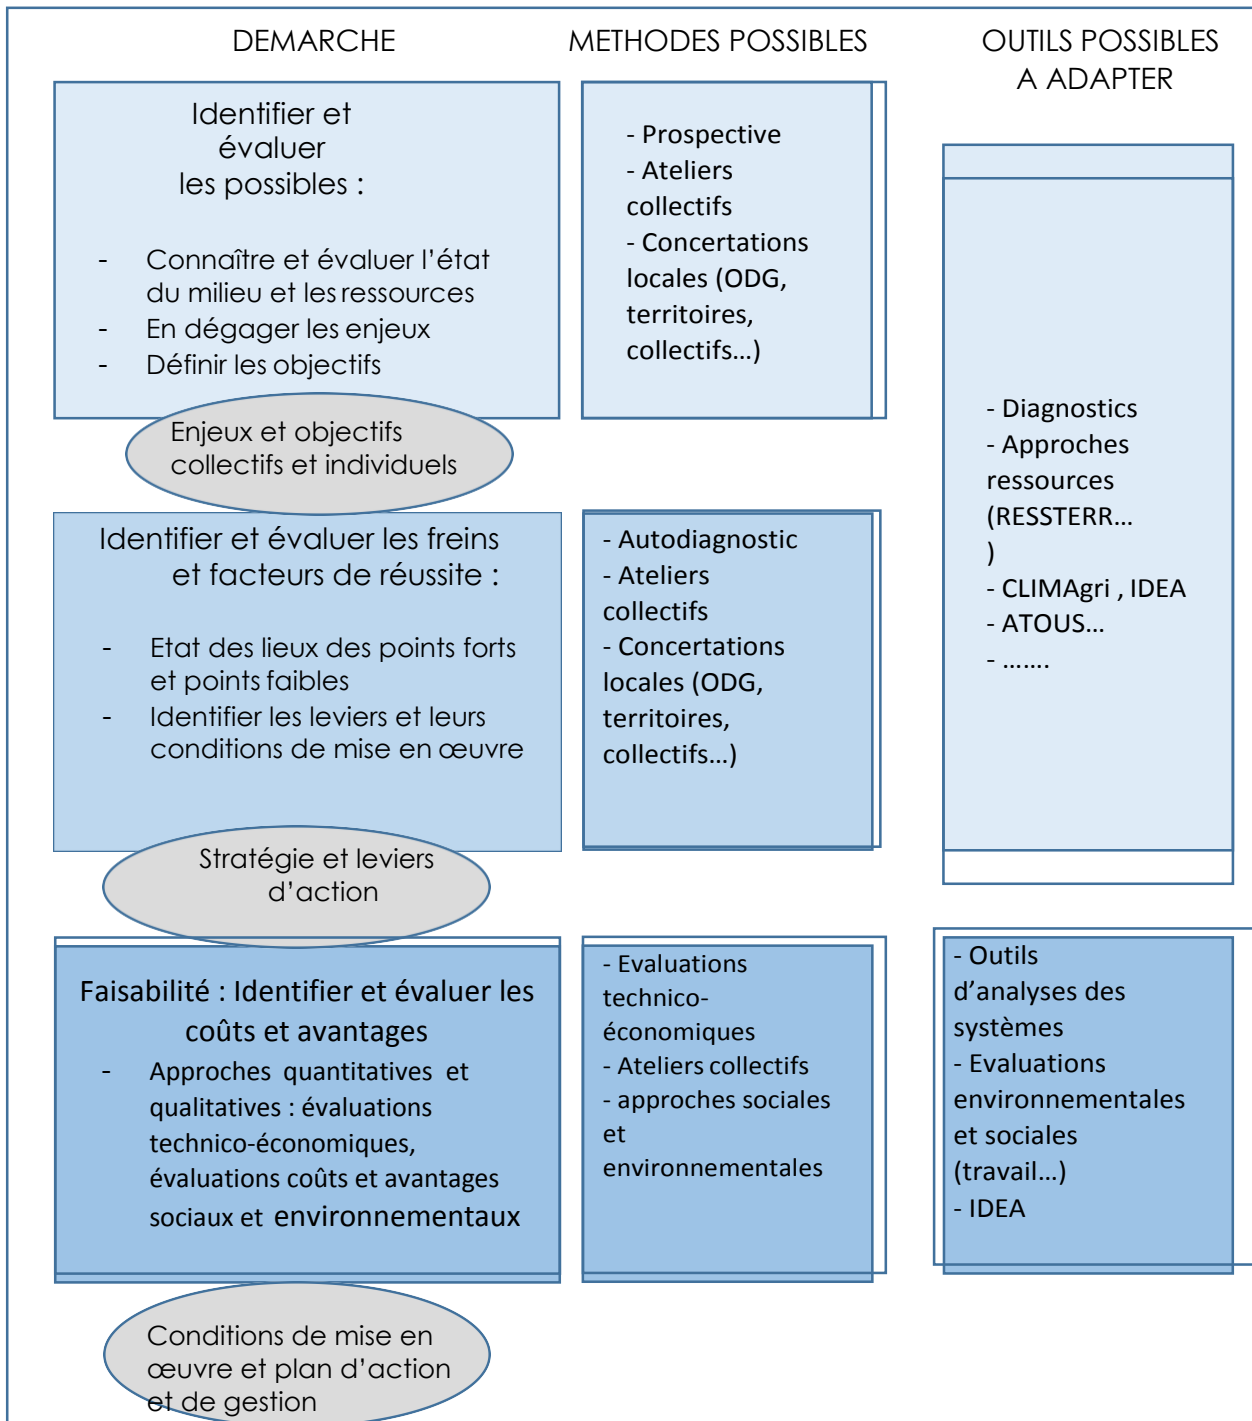 DEMARCHE
METHODES POSSIBLES
OUTILS POSSIBLES
A ADAPTER
Identifier et
évaluer
les possibles :
- Connaître et évaluer l’état
du milieu et les ressources
- En dégager les enjeux
- Définir les objectifs
- Prospective
- Ateliers
collectifs
- Concertations
locales (ODG,
territoires,
collectifs…)
Enjeux et objectifs
collectifs et individuels
- Diagnostics
- Approches
ressources
(RESSTERR…
)
- CLIMAgri , IDEA
- ATOUS…
- …….
Identifier et évaluer les freins
et facteurs de réussite :
- Etat des lieux des points forts
et points faibles
- Identifier les leviers et leurs
conditions de mise en œuvre
- Autodiagnostic
- Ateliers
collectifs
- Concertations
locales (ODG,
territoires,
collectifs…)
Stratégie et leviers
d’action
Faisabilité : Identifier et évaluer les
coûts et avantages
- Approches quantitatives et
qualitatives : évaluations
technico-économiques,
évaluations coûts et avantages
sociaux et environnementaux
- Evaluations
technico-
économiques
- Ateliers collectifs
- approches sociales
et
environnementales
- Outils
d’analyses des
systèmes
- Evaluations
environnementales
et sociales
(travail…)
- IDEA
Conditions de mise en
œuvre et plan d’action
et de gestion